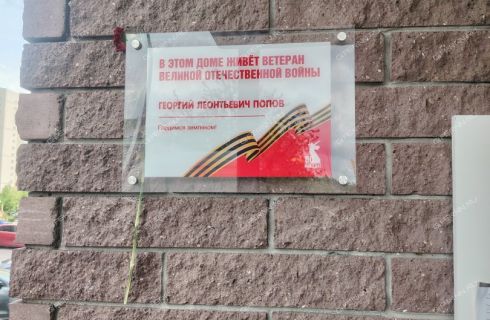 В ЭТОМ ДОМЕ ЖИВЁТ ВЕТЕРАН
ВЕЛИКОЙ ОТЕЧЕСТВЕННОЙ ВОЙНЫ
ГЕОРГИЙ ЛЕОНТЬЕВИЧ ПОПОВ
Гордимся земляком!